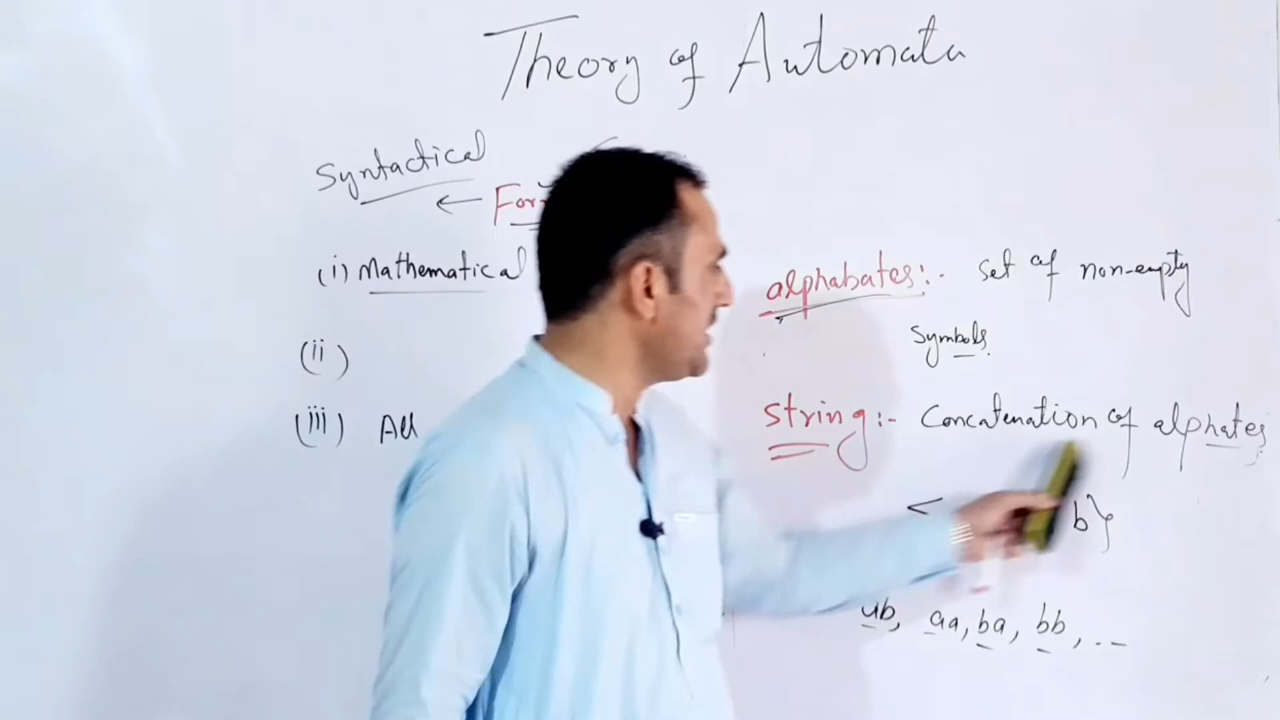 Theory of Automata
Syntactical
← For
(i) Mathematical
(ii)
(iii) All
alphabates:- Set of non-empty
Symbols.
String:- Concatenation of alphates
b}
ab, aa, ba, bb, ---